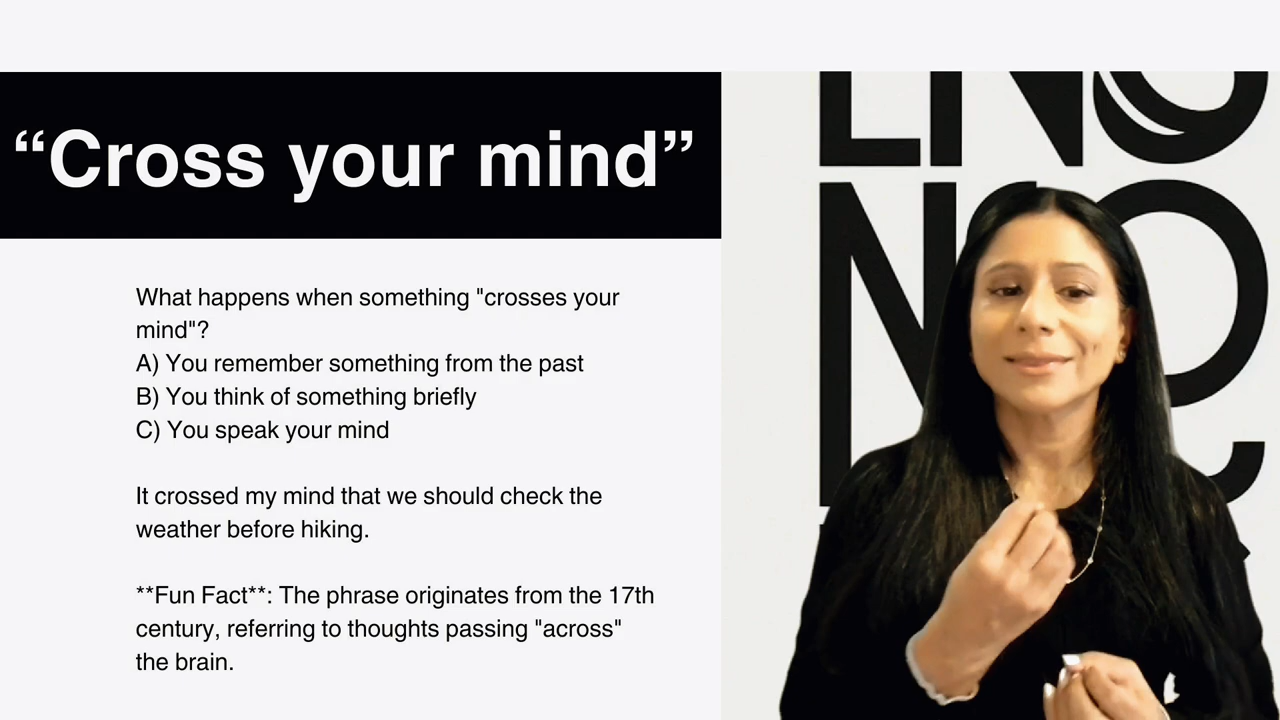 “Cross your mind”
What happens when something "crosses your
mind"?
A) You remember something from the past
B) You think of something briefly
C) You speak your mind
It crossed my mind that we should check the
weather before hiking.
**Fun Fact**: The phrase originates from the 17th
century, referring to thoughts passing "across"
the brain.